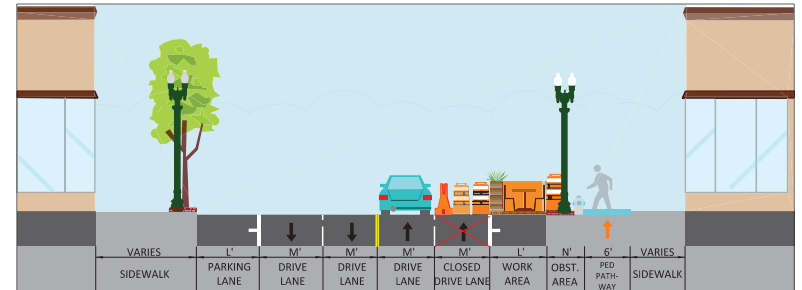 VARIES L' M' M' M' M' L' N' 6' VARIES
SIDEWALK PARKING LANE DRIVE LANE DRIVE LANE DRIVE LANE CLOSED DRIVE LANE WORK AREA OBST. AREA PED PATH-WAY SIDEWALK